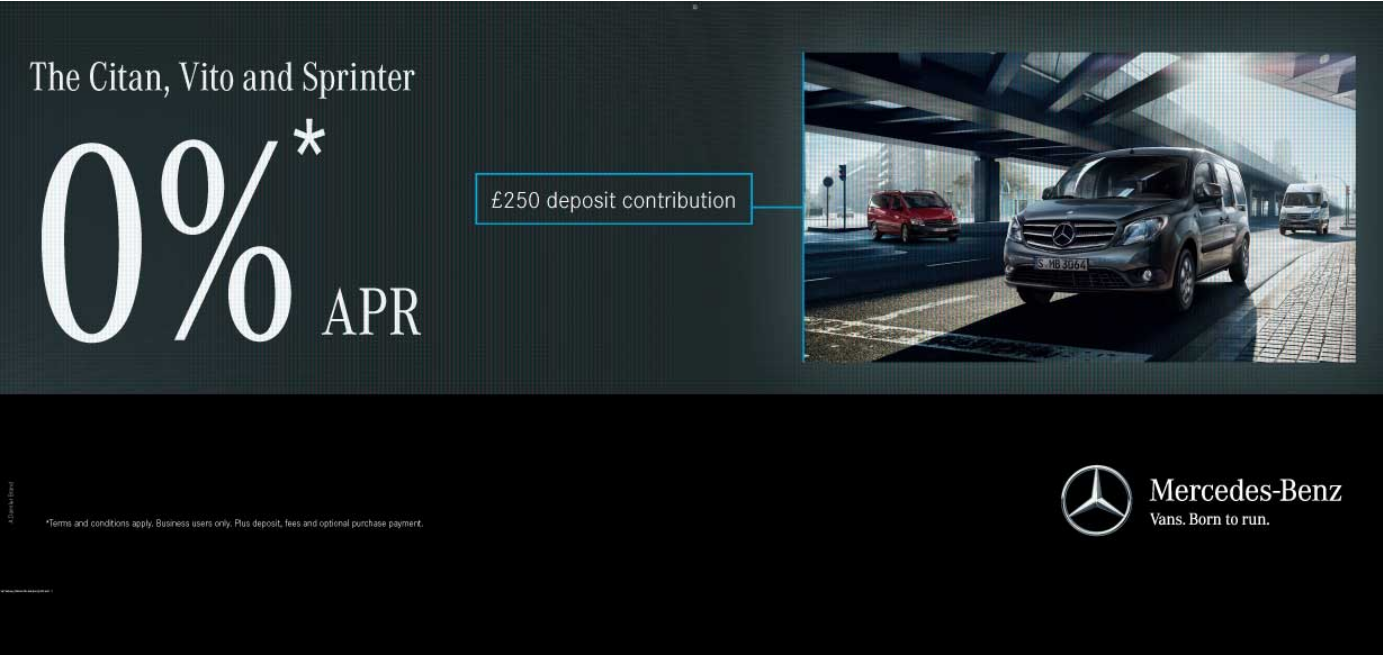 The Citan, Vito and Sprinter
0%*
APR
£250 deposit contribution
S·MB 3064
Mercedes-Benz
Vans. Born to run.
A Daimler Brand
*Terms and conditions apply. Business users only. Plus deposit, fees and optional purchase payment.